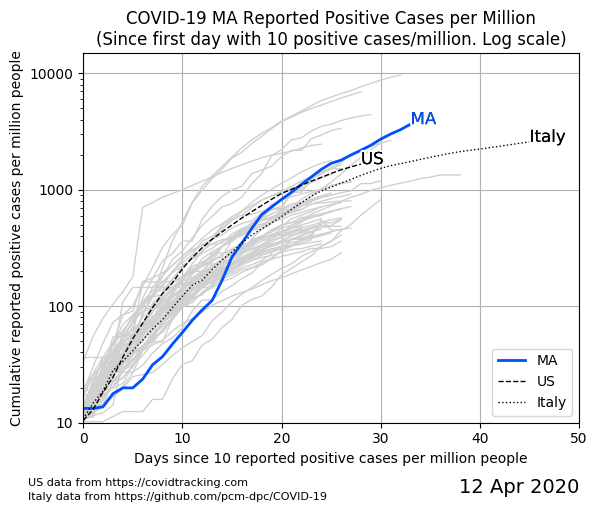 COVID-19 MA Reported Positive Cases per Million
(Since first day with 10 positive cases/million. Log scale)
Cumulative reported positive cases per million people
10000
1000
100
10
MA
Italy
US
MA
US
Italy
0
10
20
30
40
50
Days since 10 reported positive cases per million people
US data from https://covidtracking.com
Italy data from https://github.com/pcm-dpc/COVID-19
12 Apr 2020